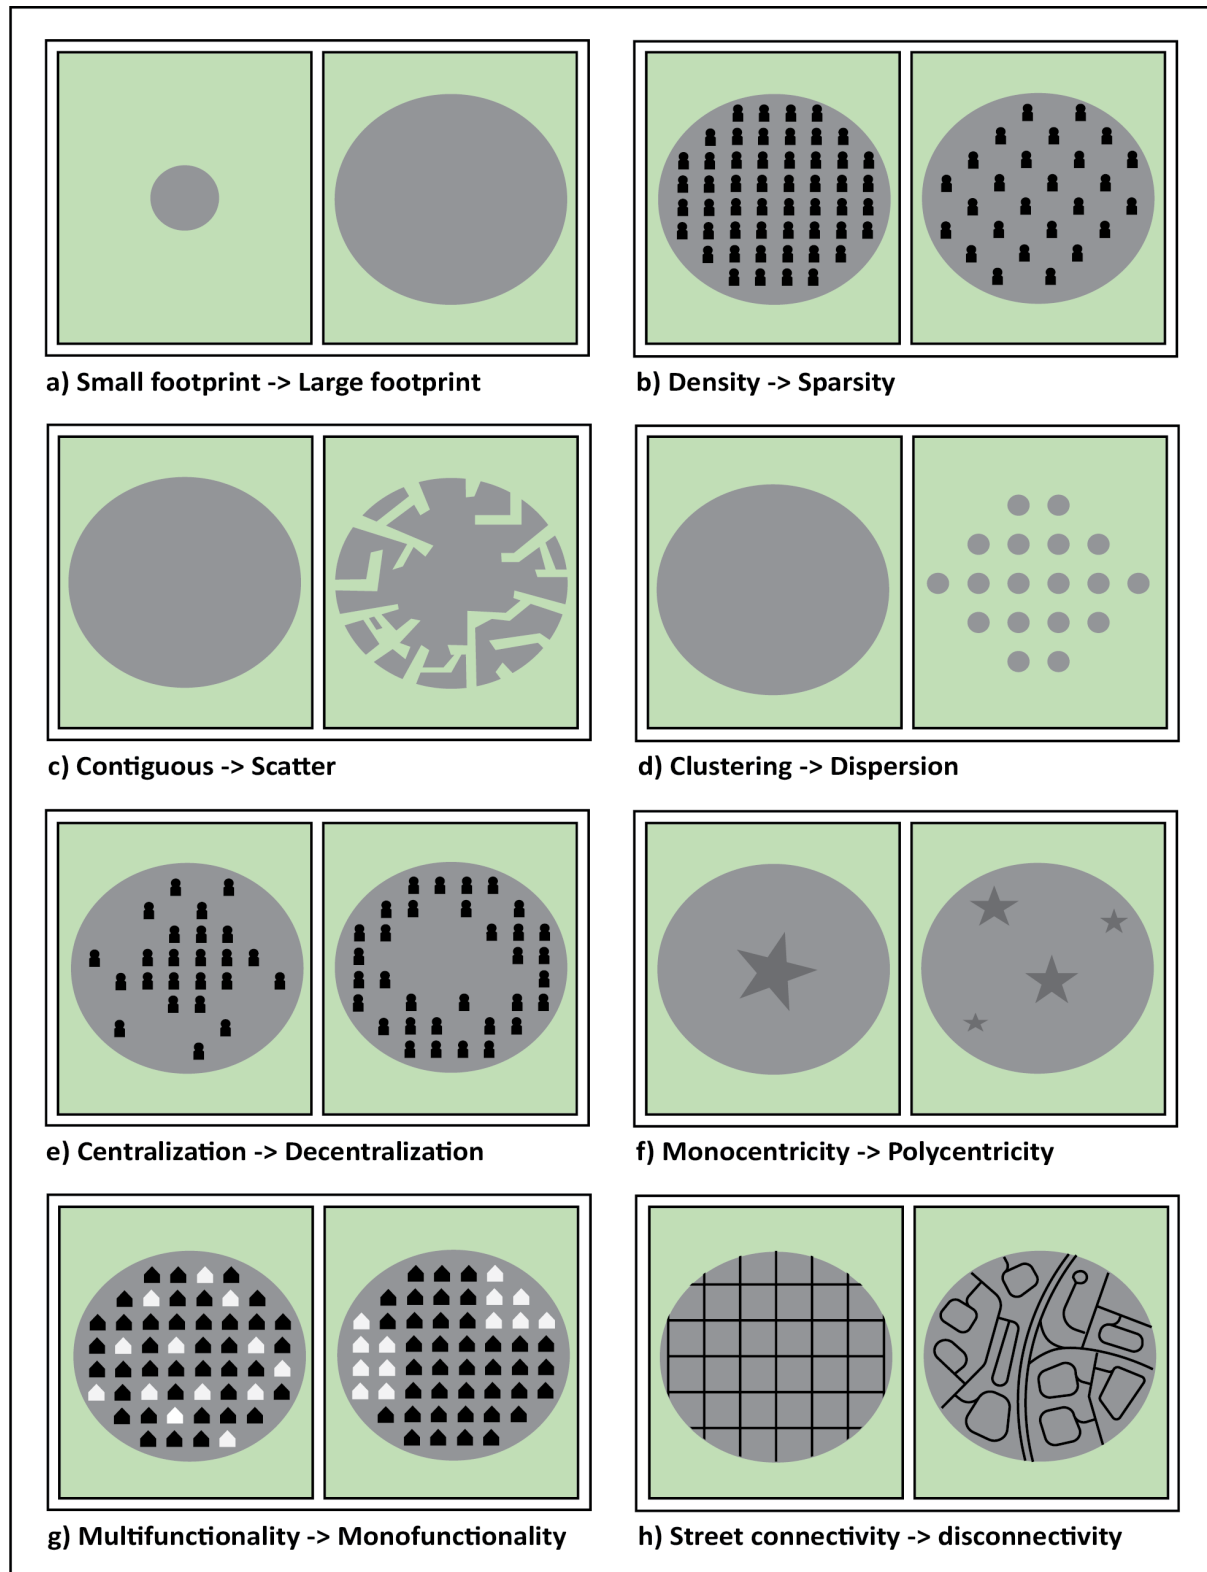 a) Small footprint -> Large footprint
b) Density -> Sparsity
c) Contiguous -> Scatter
d) Clustering -> Dispersion
e) Centralization -> Decentralization
f) Monocentricity -> Polycentricity
g) Multifunctionality -> Monofunctionality
h) Street connectivity -> disconnectivity